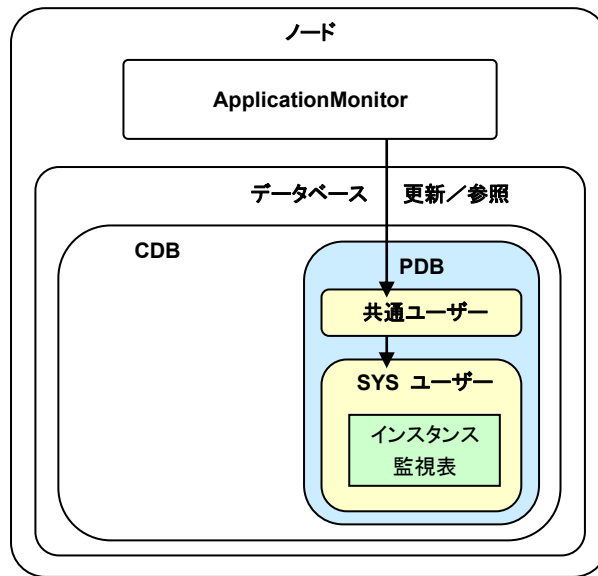 ノード
ApplicationMonitor
データベース 更新／参照
CDB
PDB
共通ユーザー
SYS ユーザー
インスタンス
監視表